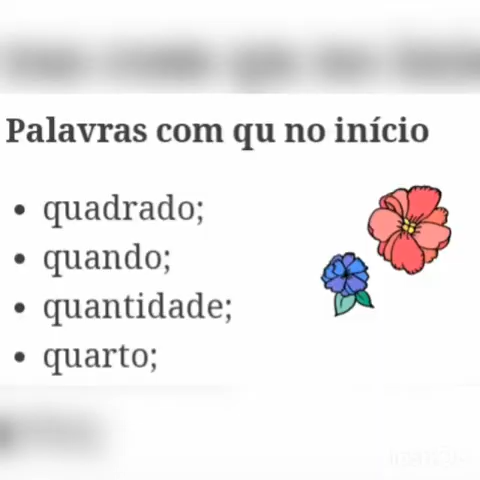 Palavras com qu no início
• quadrado;
• quando;
• quantidade;
• quarto;